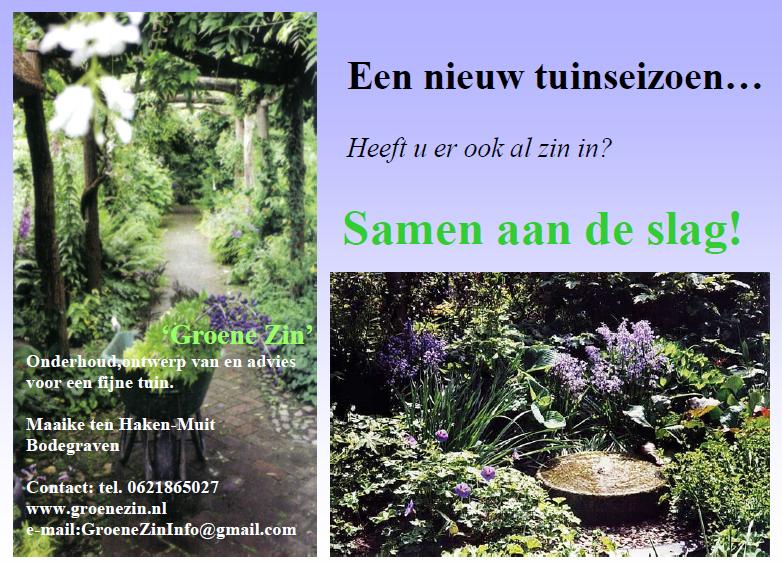 Een nieuw tuinseizoen…
Heeft u er ook al zin in?
Samen aan de slag!
‘Groene Zin’
Onderhoud,ontwerp van en advies
voor een fijne tuin.
Maaike ten Haken-Muit
Bodegraven
Contact: tel. 0621865027
www.groenezin.nl
e-mail:GroeneZinInfo@gmail.com